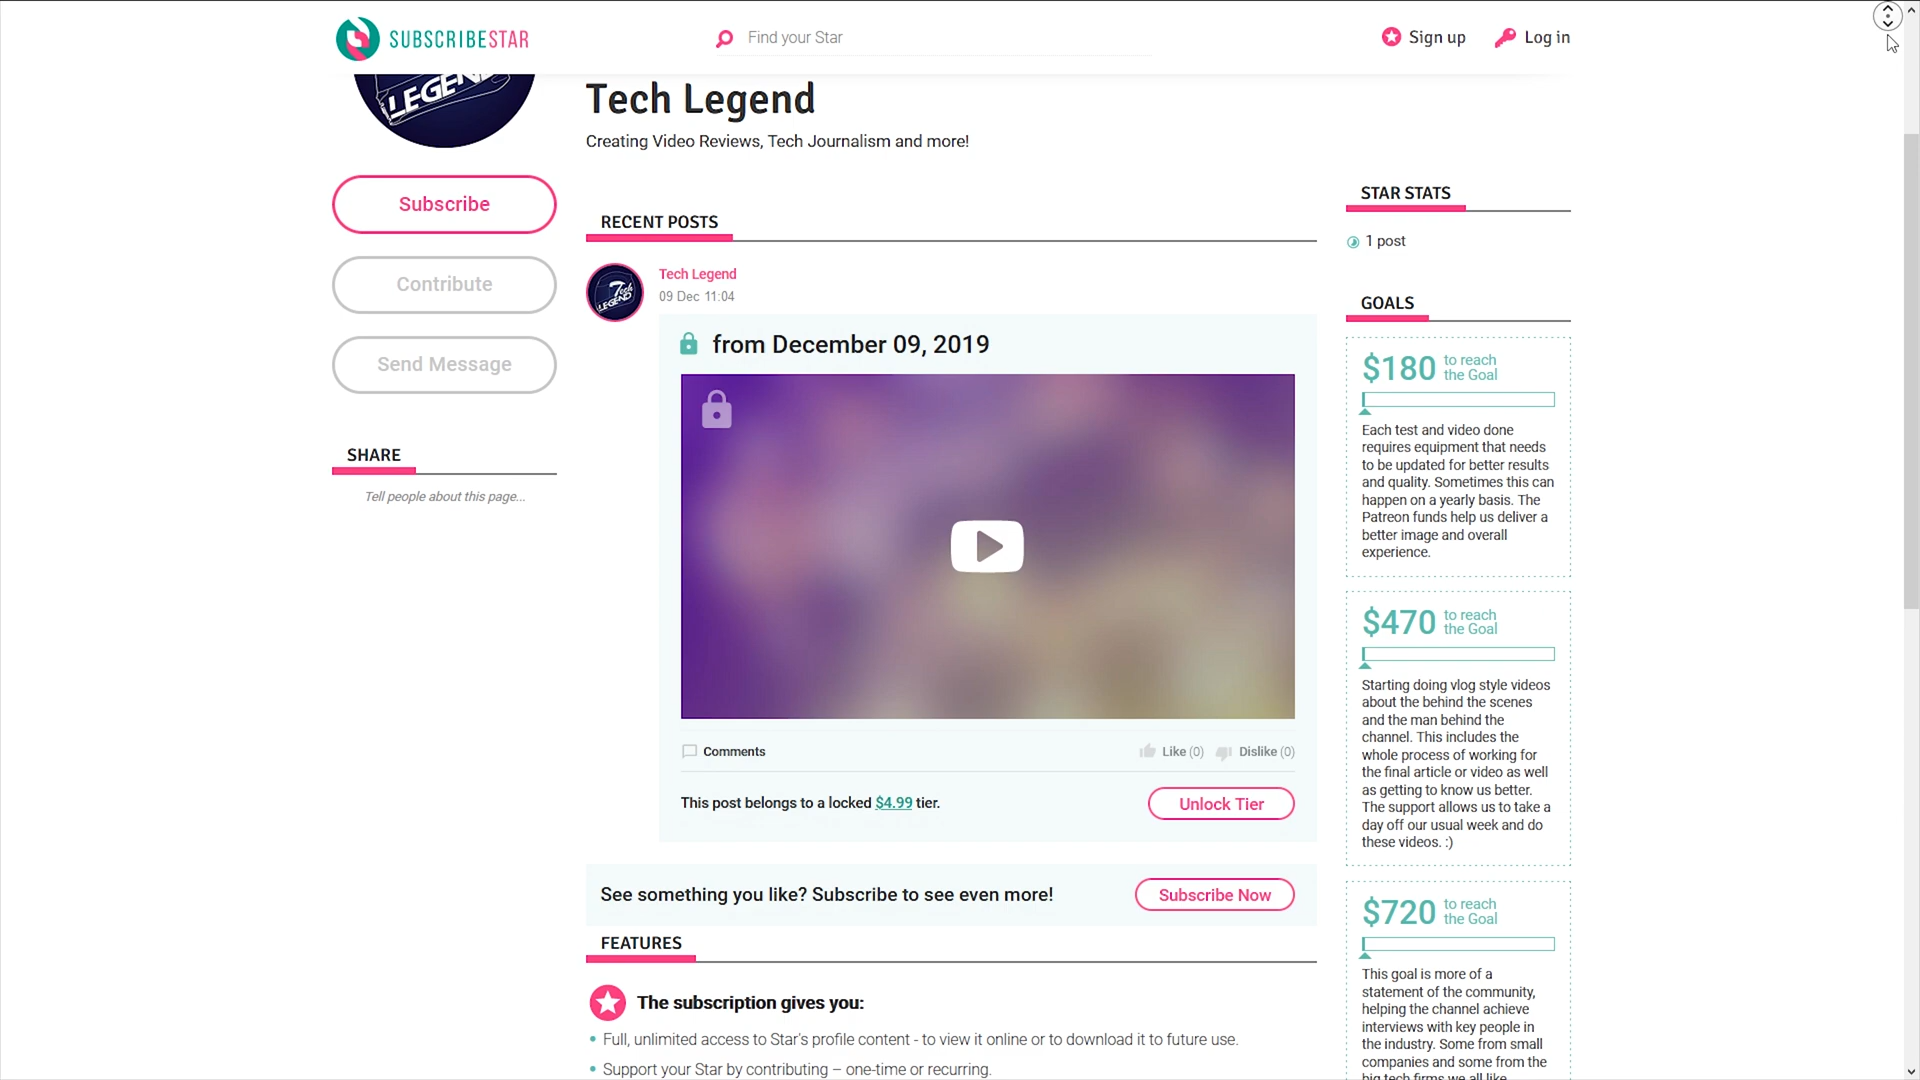 SUBSCRIBESTAR
Find your Star
Sign up
Log in
LEGEND
Tech Legend
Creating Video Reviews, Tech Journalism and more!
Subscribe
Contribute
Send Message
SHARE
Tell people about this page...
RECENT POSTS
Tech LEGEND
Tech Legend
09 Dec 11:04
from December 09, 2019
Comments
Like (0)
Dislike (0)
This post belongs to a locked $4.99 tier.
Unlock Tier
See something you like? Subscribe to see even more!
Subscribe Now
FEATURES
The subscription gives you:
• Full, unlimited access to Star's profile content - to view it online or to download it to future use.
• Support your Star by contributing – one-time or recurring.
STAR STATS
1 post
GOALS
$180 to reach
the Goal
Each test and video done
requires equipment that needs
to be updated for better results
and quality. Sometimes this can
happen on a yearly basis. The
Patreon funds help us deliver a
better image and overall
experience.
$470 to reach
the Goal
Starting doing vlog style videos
about the behind the scenes
and the man behind the
channel. This includes the
whole process of working for
the final article or video as well
as getting to know us better.
The support allows us to take a
day off our usual week and do
these videos. :)
$720 to reach
the Goal
This goal is more of a
statement of the community,
helping the channel achieve
interviews with key people in
the industry. Some from small
companies and some from the
big tech firms we all like